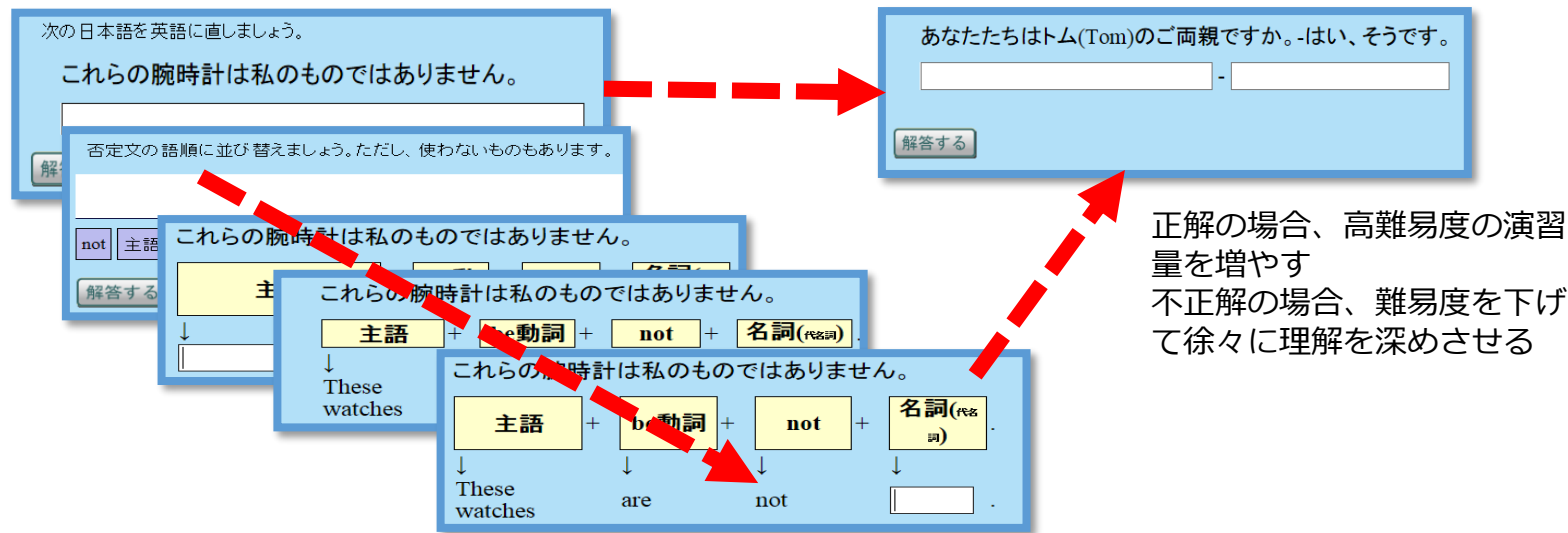 次の日本語を英語に直しましょう。
これらの腕時計は私のものではありません。
否定文の語順に並び替えましょう。ただし、使わないものもあります。
not 主語
解答する
これらの腕時計は私のものではありません。
↓
これらの腕時計は私のものではありません。
主語 + be動詞 + not + 名詞(代名詞) .
↓
These
watches
これらの腕時計は私のものではありません。
主語 + be動詞 + not + 名詞(代名詞) .
↓ ↓ ↓ ↓
These
watches are not .
あなたたちはトム(Tom)のご両親ですか。-はい、そうです。
-
解答する
正解の場合、高難易度の演習
量を増やす
不正解の場合、難易度を下げ
て徐々に理解を深めさせる